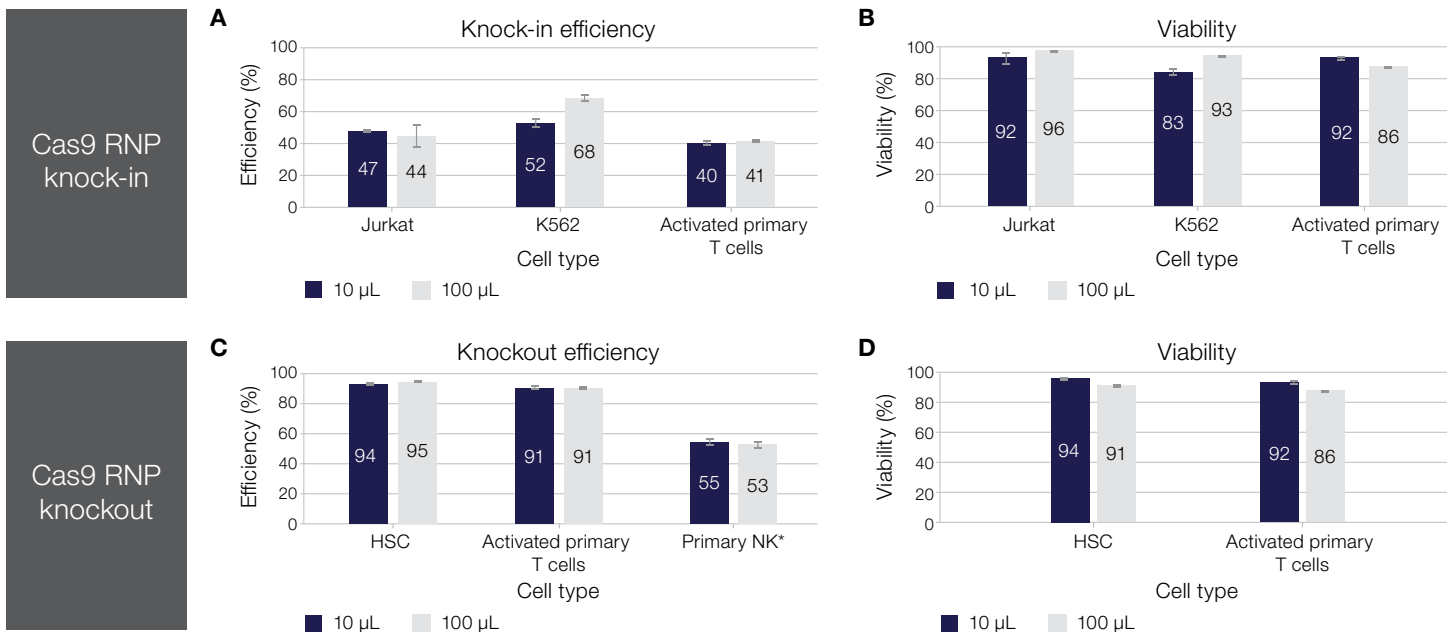 Cas9 RNP
knock-in
A
Knock-in efficiency
Efficiency (%)
100
80
60
40
20
0
47
44
52
68
40
41
Jurkat
K562
Activated primary
T cells
Cell type
10 µL
100 µL
B
Viability
Viability (%)
100
80
60
40
20
0
92
96
83
93
92
86
Jurkat
K562
Activated primary
T cells
Cell type
10 µL
100 µL
Cas9 RNP
knockout
C
Knockout efficiency
Efficiency (%)
100
80
60
40
20
0
94
95
91
91
55
53
HSC
Activated primary
T cells
Primary NK*
Cell type
10 µL
100 µL
D
Viability
Viability (%)
100
80
60
40
20
0
94
91
92
86
HSC
Activated primary
T cells
Cell type
10 µL
100 µL